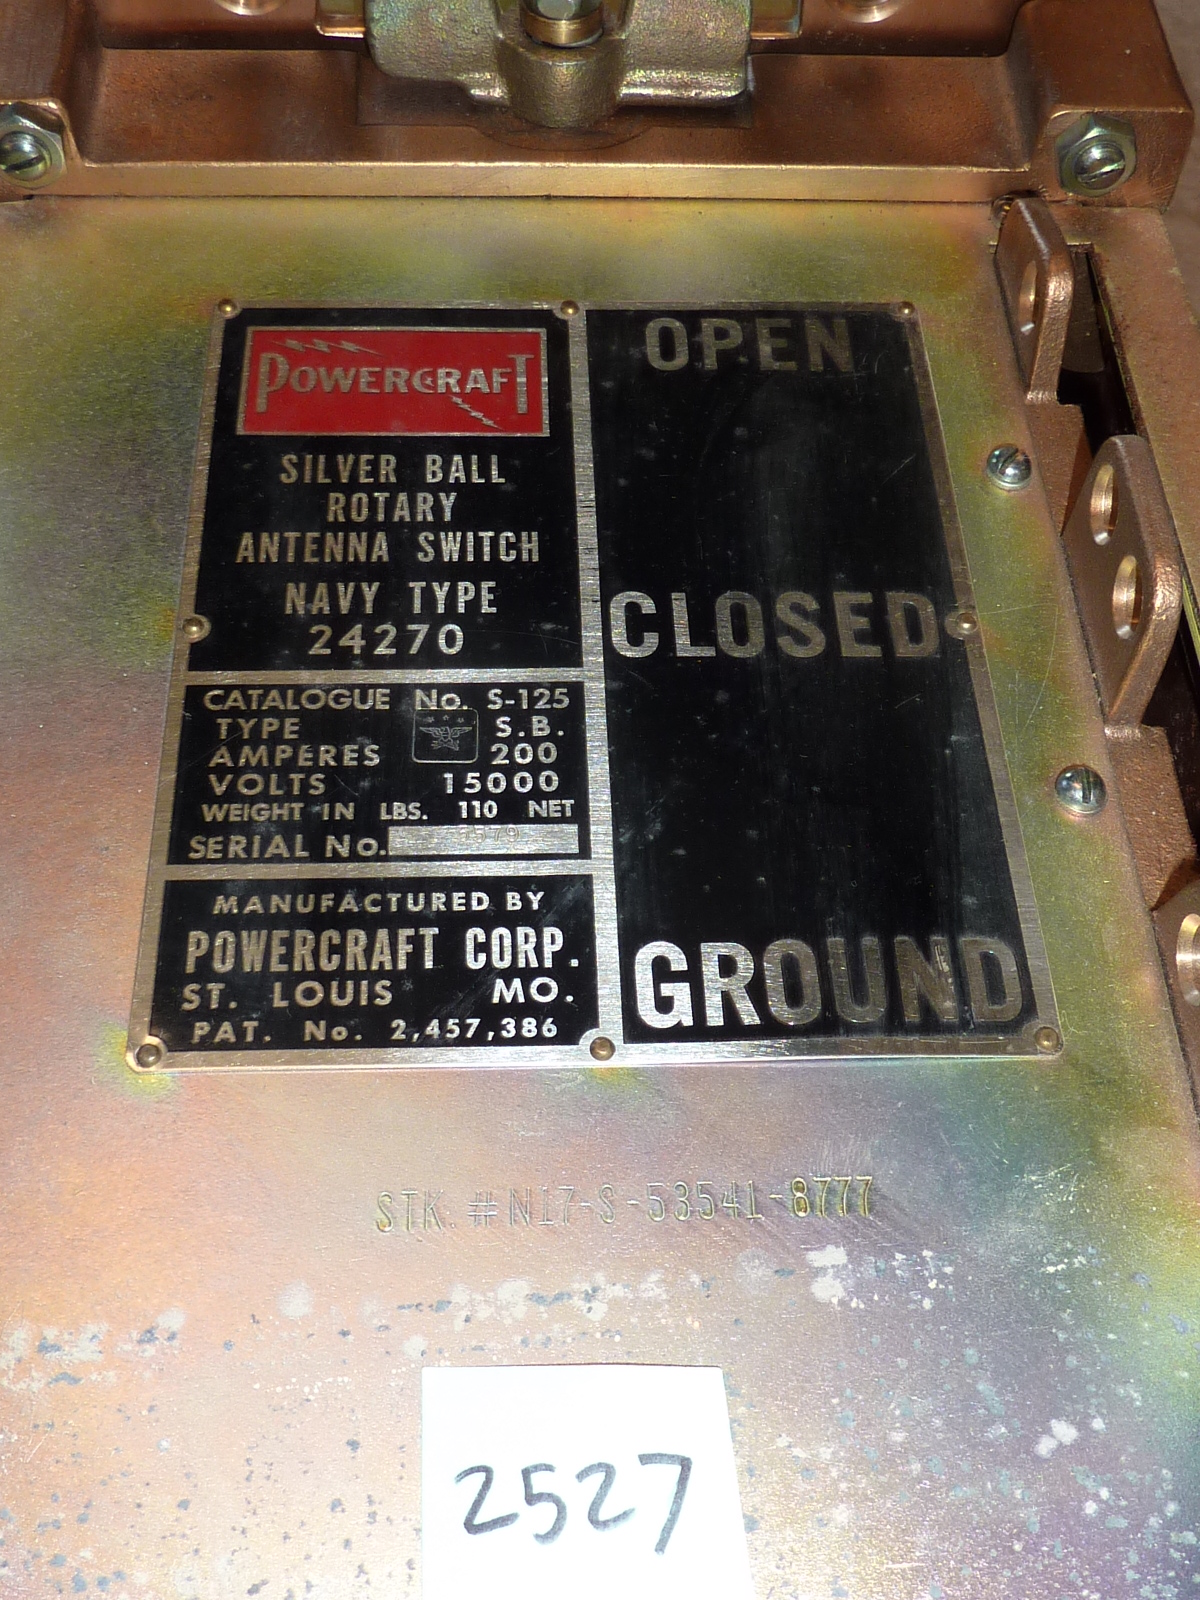 POWERCRAFT
SILVER BALL
ROTARY
ANTENNA SWITCH
NAVY TYPE
24270
CATALOGUE No. S-125
TYPE S.B.
AMPERES 200
VOLTS 15000
WEIGHT IN LBS. 110 NET
SERIAL No.
MANUFACTURED BY
POWERCRAFT CORP.
ST. LOUIS MO.
PAT. No. 2,457,386
OPEN
CLOSED
GROUND
STK. # N17-S-53541-8777
2527